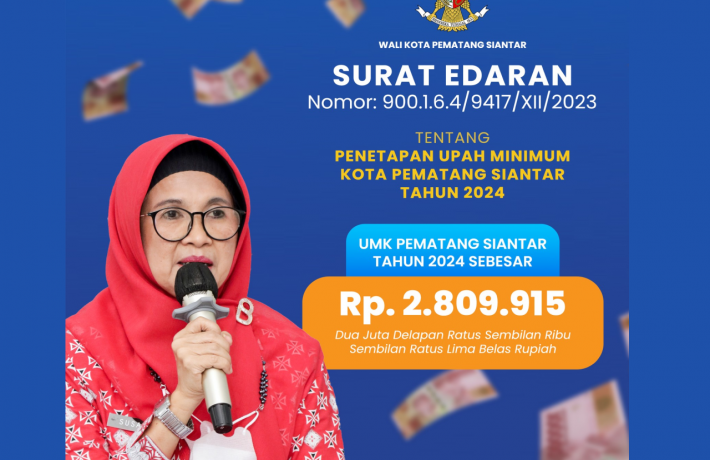 WALI KOTA PEMATANG SIANTAR
SURAT EDARAN
Nomor: 900.1.6.4/9417/XII/2023
TENTANG
PENETAPAN UPAH MINIMUM
KOTA PEMATANG SIANTAR
TAHUN 2024
UMK PEMATANG SIANTAR
TAHUN 2024 SEBESAR
Rp. 2.809.915
Dua Juta Delapan Ratus Sembilan Ribu
Sembilan Ratus Lima Belas Rupiah